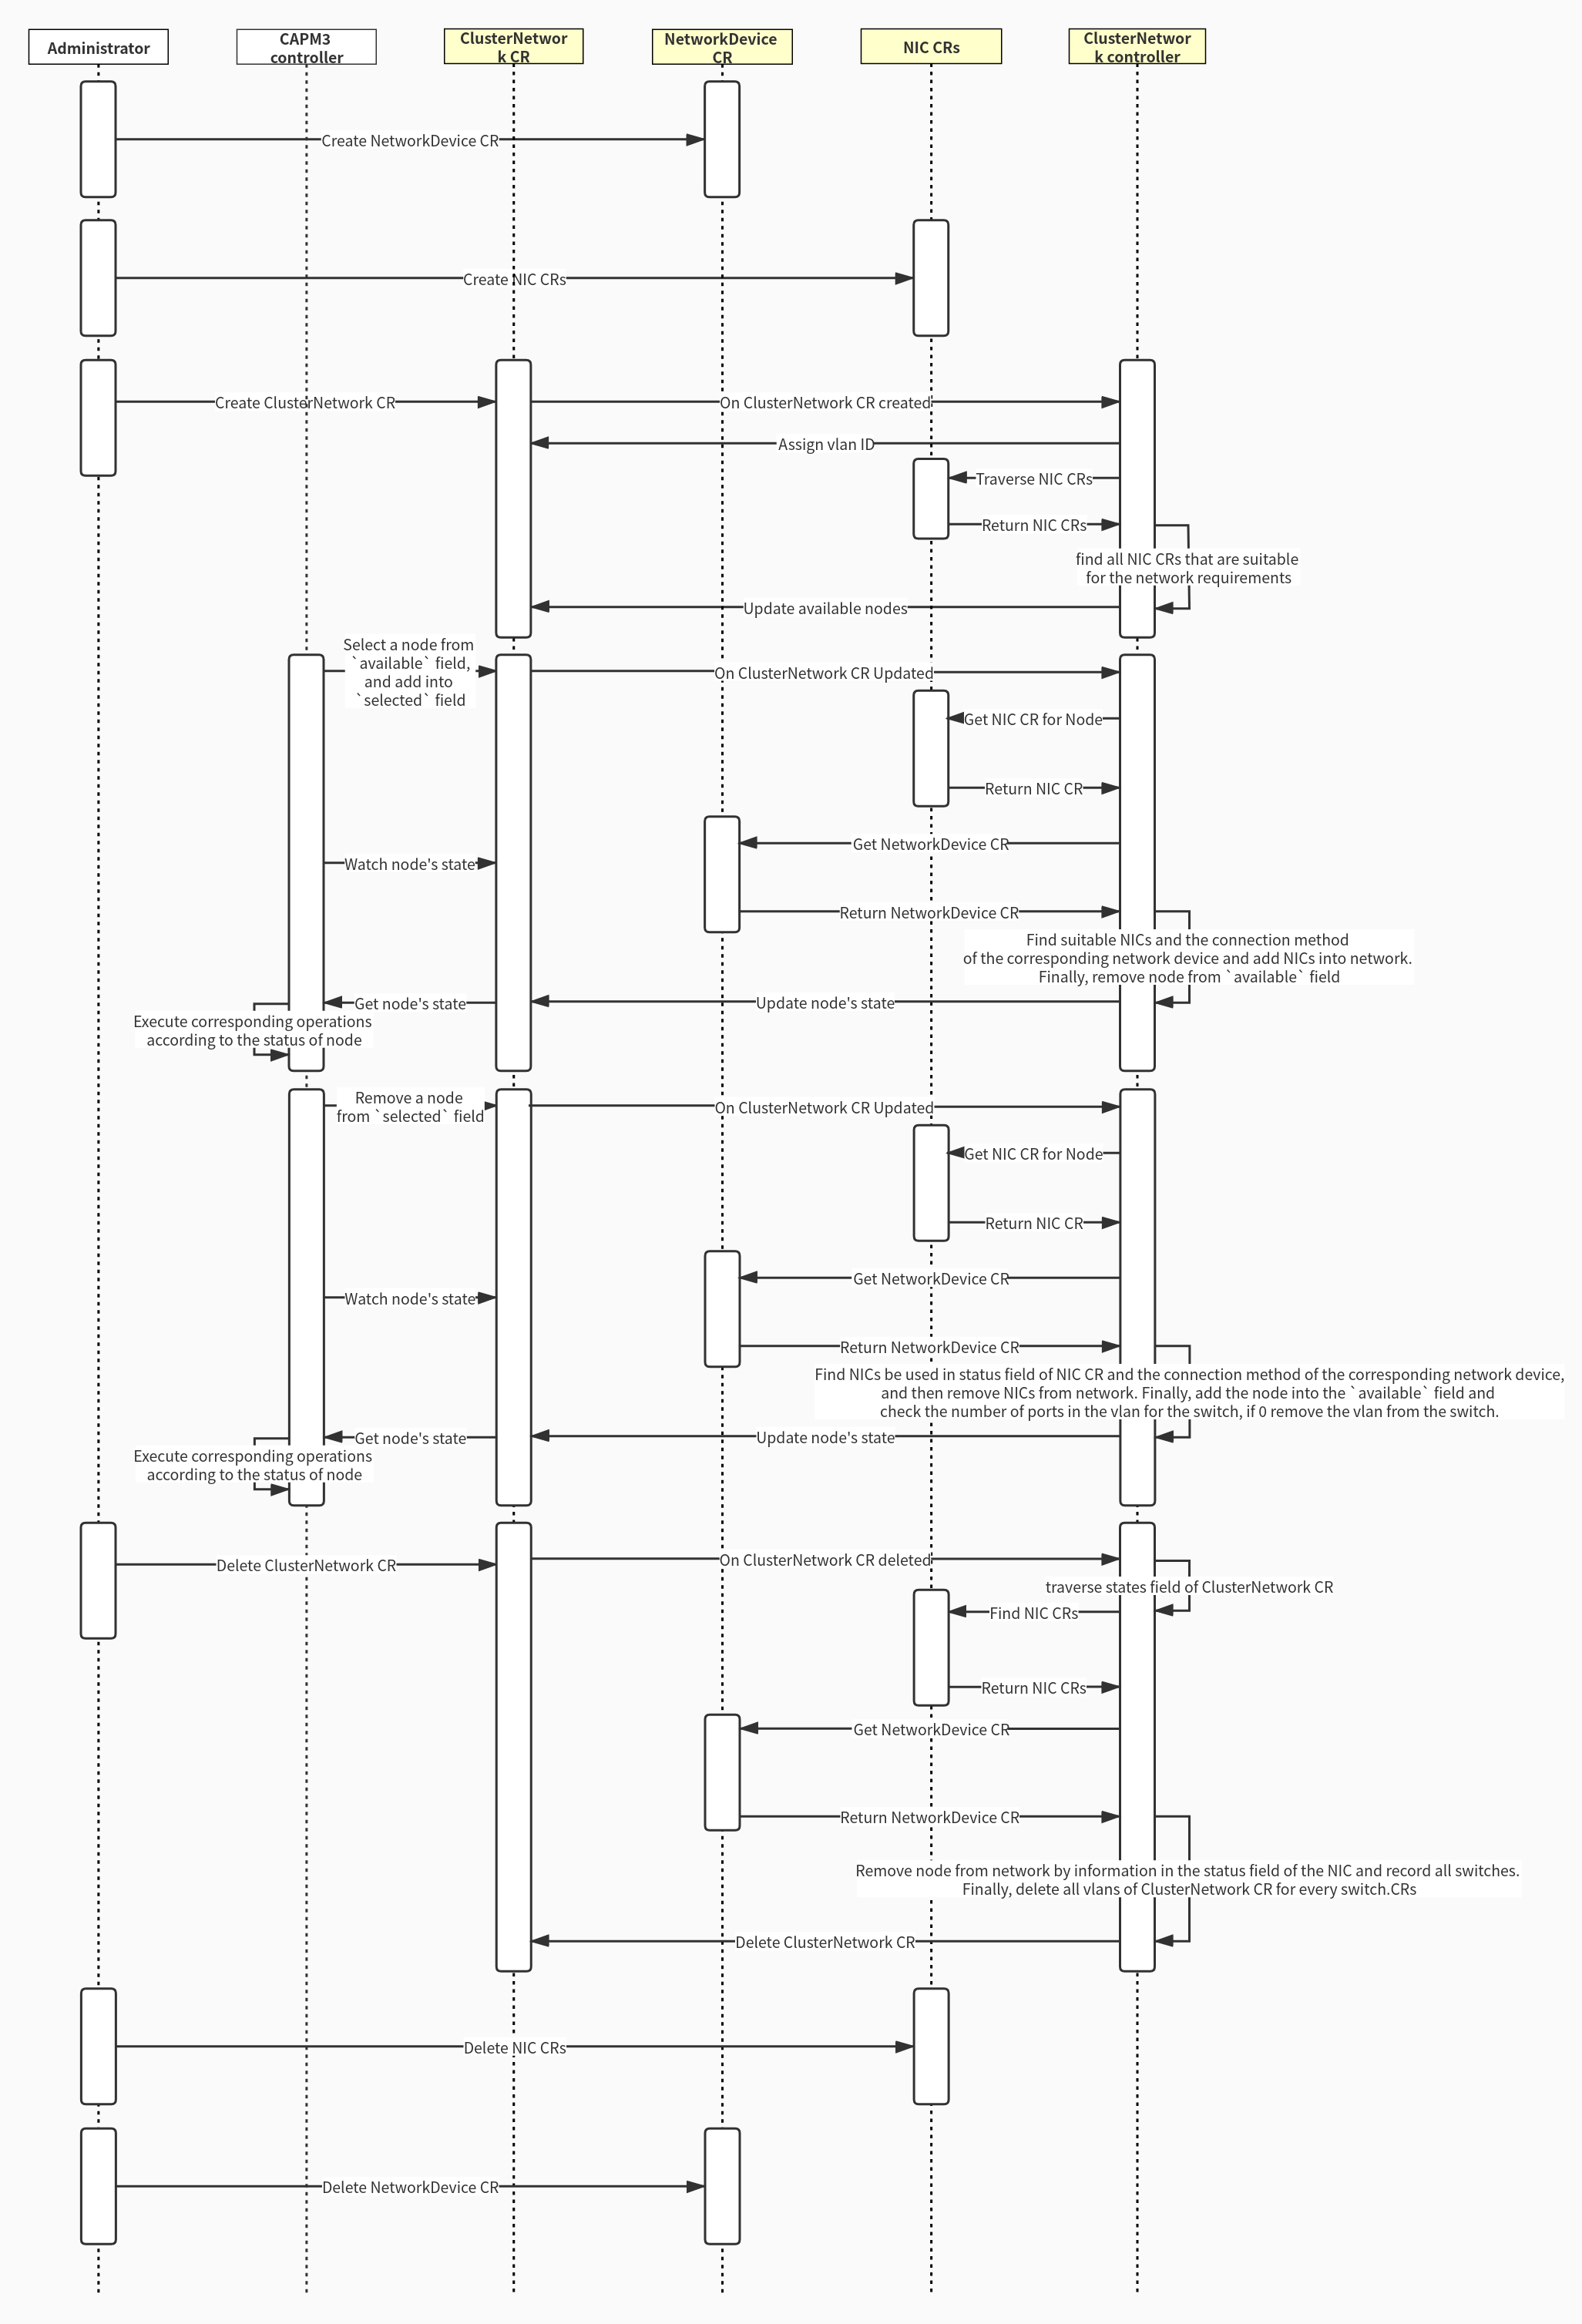 Administrator
CAPM3
controller
ClusterNetwor
k CR
NetworkDevice
CR
NIC CRs
ClusterNetwor
k controller
Create NetworkDevice CR
Create NIC CRs
Create ClusterNetwork CR
On ClusterNetwork CR created
Assign vlan ID
Traverse NIC CRs
Return NIC CRs
find all NIC CRs that are suitable
for the network requirements
Update available nodes
Select a node from
`available` field,
and add into
`selected` field
On ClusterNetwork CR Updated
Get NIC CR for Node
Return NIC CR
Get NetworkDevice CR
Watch node's state
Return NetworkDevice CR
Find suitable NICs and the connection method
of the corresponding network device and add NICs into network.
Finally, remove node from `available` field
Get node's state
Update node's state
Execute corresponding operations
according to the status of node
Remove a node
from `selected` field
On ClusterNetwork CR Updated
Get NIC CR for Node
Return NIC CR
Get NetworkDevice CR
Watch node's state
Return NetworkDevice CR
Find NICs be used in status field of NIC CR and the connection method of the corresponding network device,
and then remove NICs from network. Finally, add the node into the `available` field and
check the number of ports in the vlan for the switch, if 0 remove the vlan from the switch.
Get node's state
Update node's state
Execute corresponding operations
according to the status of node
Delete ClusterNetwork CR
On ClusterNetwork CR deleted
traverse states field of ClusterNetwork CR
Find NIC CRs
Return NIC CRs
Get NetworkDevice CR
Return NetworkDevice CR
Remove node from network by information in the status field of the NIC and record all switches.
Finally, delete all vlans of ClusterNetwork CR for every switch.CRs
Delete ClusterNetwork CR
Delete NIC CRs
Delete NetworkDevice CR